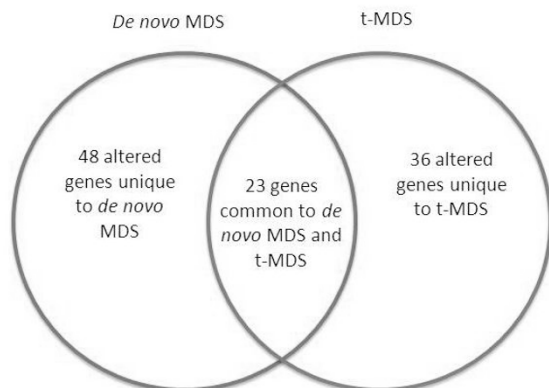 De novo MDS
t-MDS
48 altered
genes unique
to de novo
MDS
23 genes
common to de
novo MDS and
t-MDS
36 altered
genes unique
to t-MDS